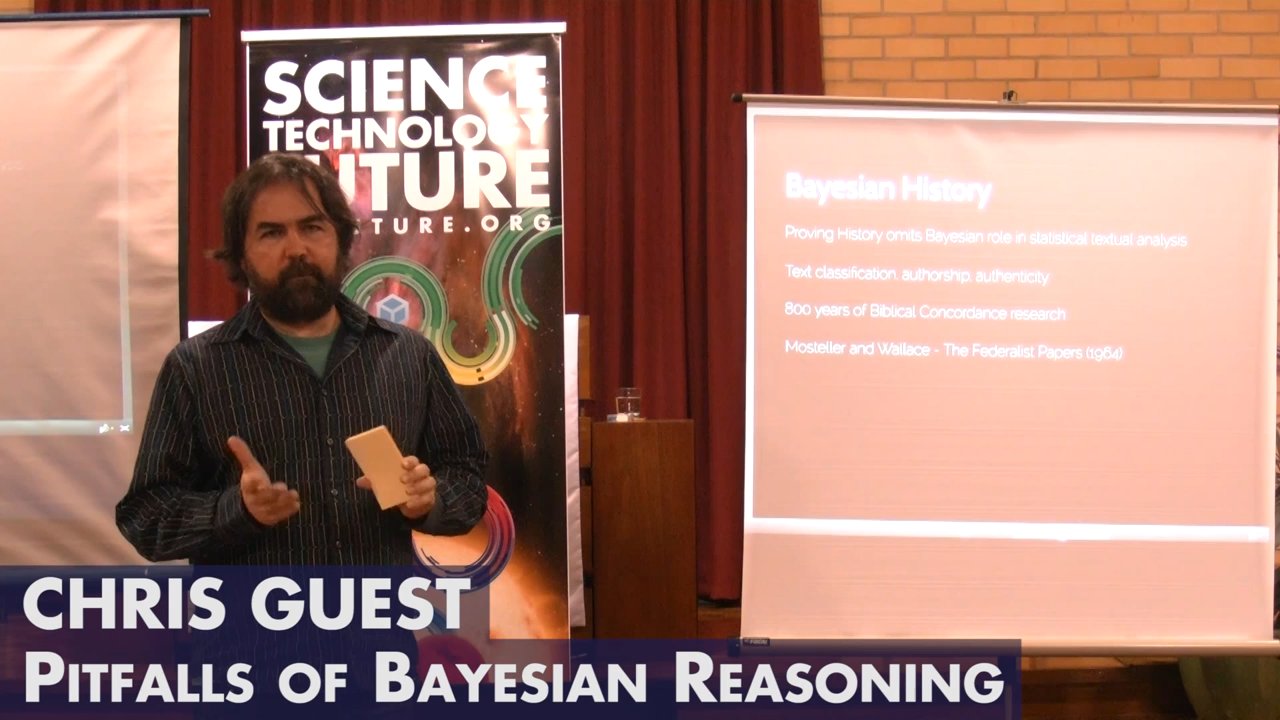 SCIENCE
TECHNOLOGY
UTURE
TURE.ORG
Bayesian History
Proving History omits Bayesian role in statistical textual analysis
Text classification, authorship, authenticity
800 years of Biblical Concordance research
Mosteller and Wallace - The Federalist Papers (1964)
CHRIS GUEST
PITFALLS OF BAYESIAN REASONING